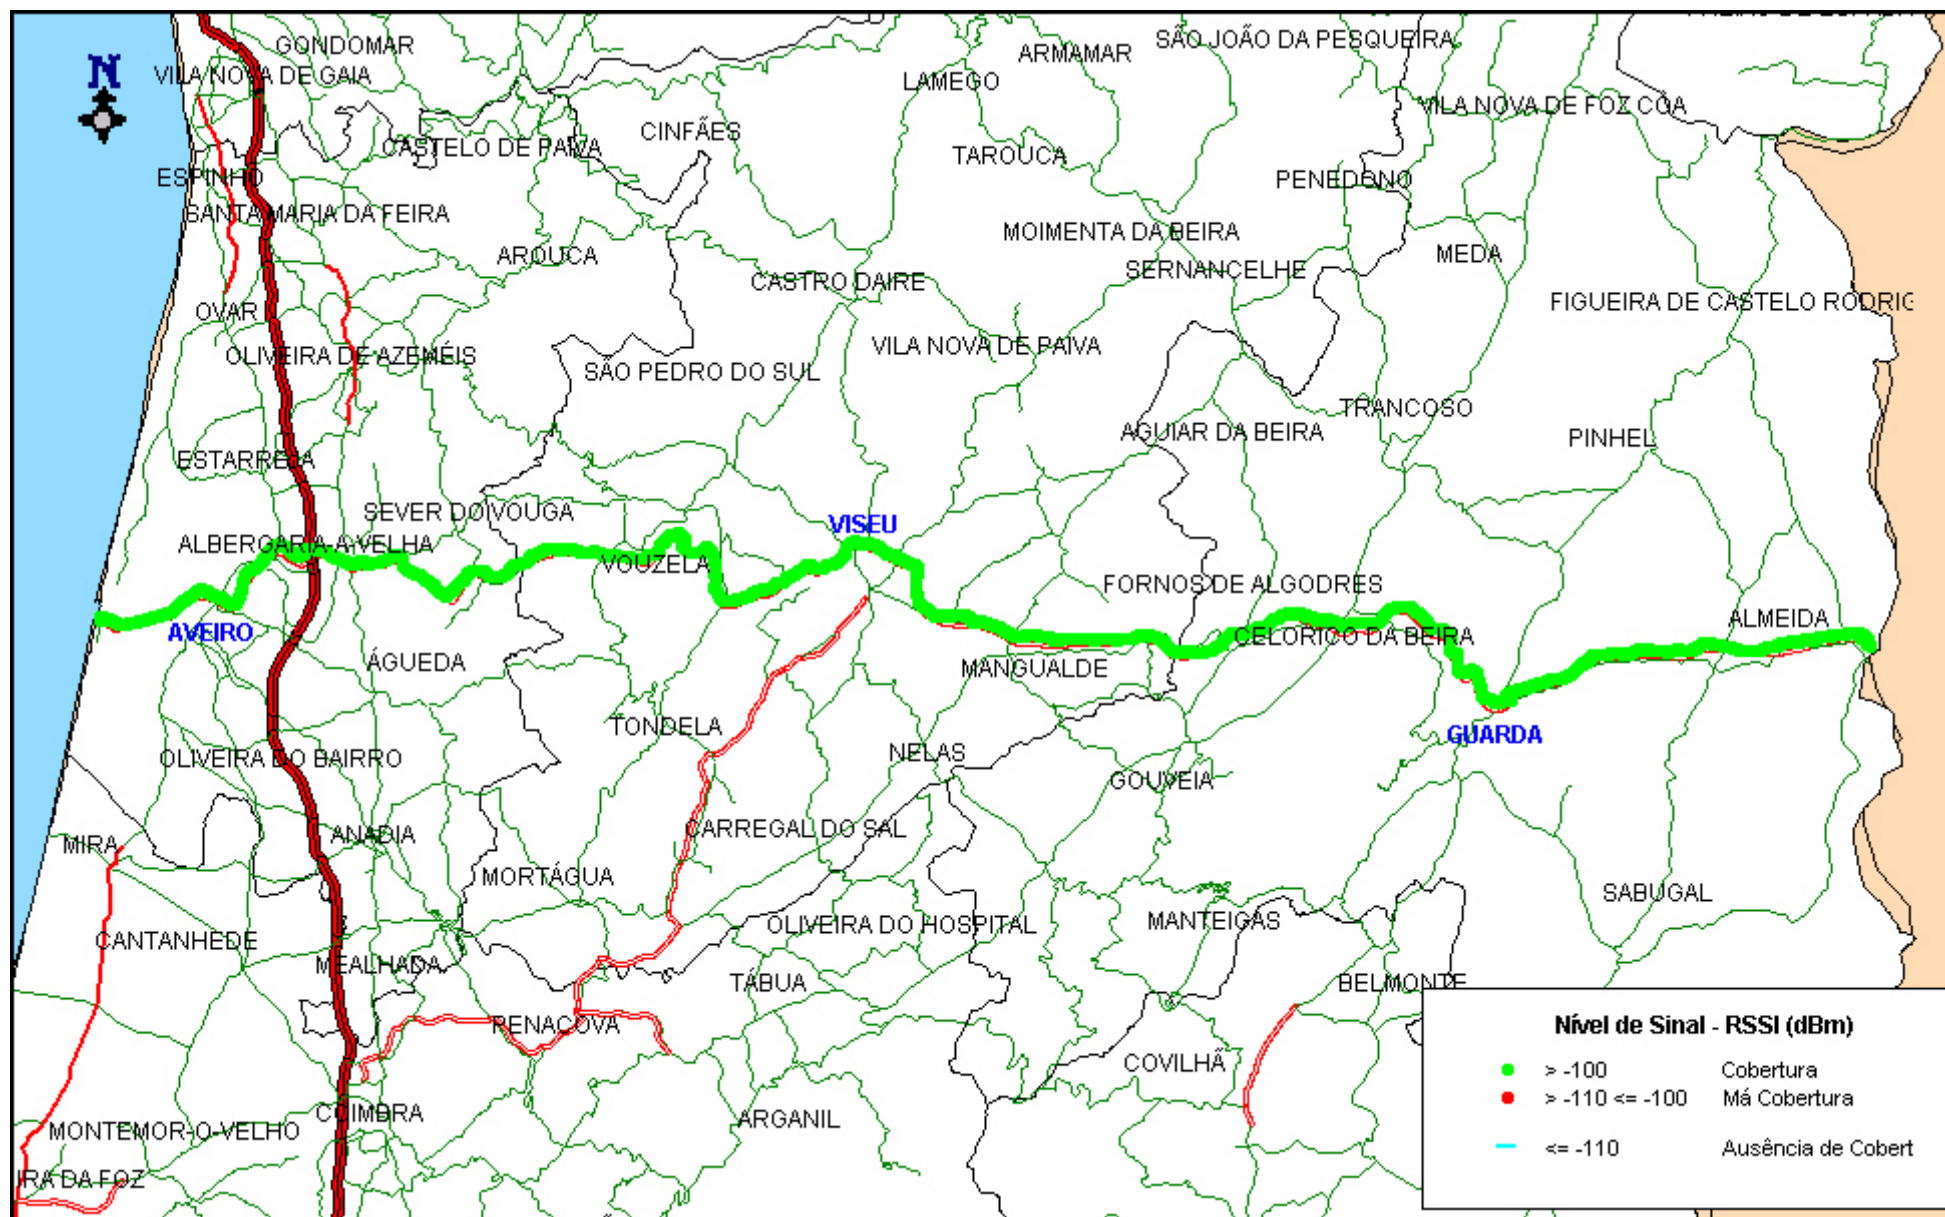 GONDOMAR
SÃO JOÃO DA PESQUEIRA
ARMAMAR
N
VILA NOVA DE GAIA
LAMEGO
VILA NOVA DE FOZ COA
CINFÃES
CASTELO DE PAIVA
TAROUCA
ESPINHO
PENEDONO
SANTA MARIA DA FEIRA
MOIMENTA DA BEIRA
AROUCA
MEDA
SERNANCELHE
CASTRO DAIRE
FIGUEIRA DE CASTELO RODRIG
OVAR
VILA NOVA DE PAIVA
OLIVEIRA DE AZEMÉIS
SÃO PEDRO DO SUL
TRANCOSO
AGUIAR DA BEIRA
PINHEL
ESTARREJA
SEVER DO VOUGA
VISEU
ALBERGARIA-A-VELHA
VOUZELA
FORNOS DE ALGODRES
ALMEIDA
AVEIRO
CELORICO DA BEIRA
ÁGUEDA
MANGUALDE
TONDELA
GUARDA
NELAS
OLIVEIRA DO BAIRRO
GOUVEIA
CARREGAL DO SAL
ANADIA
MIRA
MORTÁGUA
SABUGAL
MANTEIGAS
OLIVEIRA DO HOSPITAL
CANTANHEDE
MEALHADA
TÁBUA
BELMONTE
PENACOVA
COVILHÃ
COIMBRA
ARGANIL
MONTEMOR-O-VELHO
IRA DA FOZ
Nível de Sinal - RSSI (dBm)
> -100 Cobertura
> -110 <= -100 Má Cobertura
<= -110 Ausência de Cobert